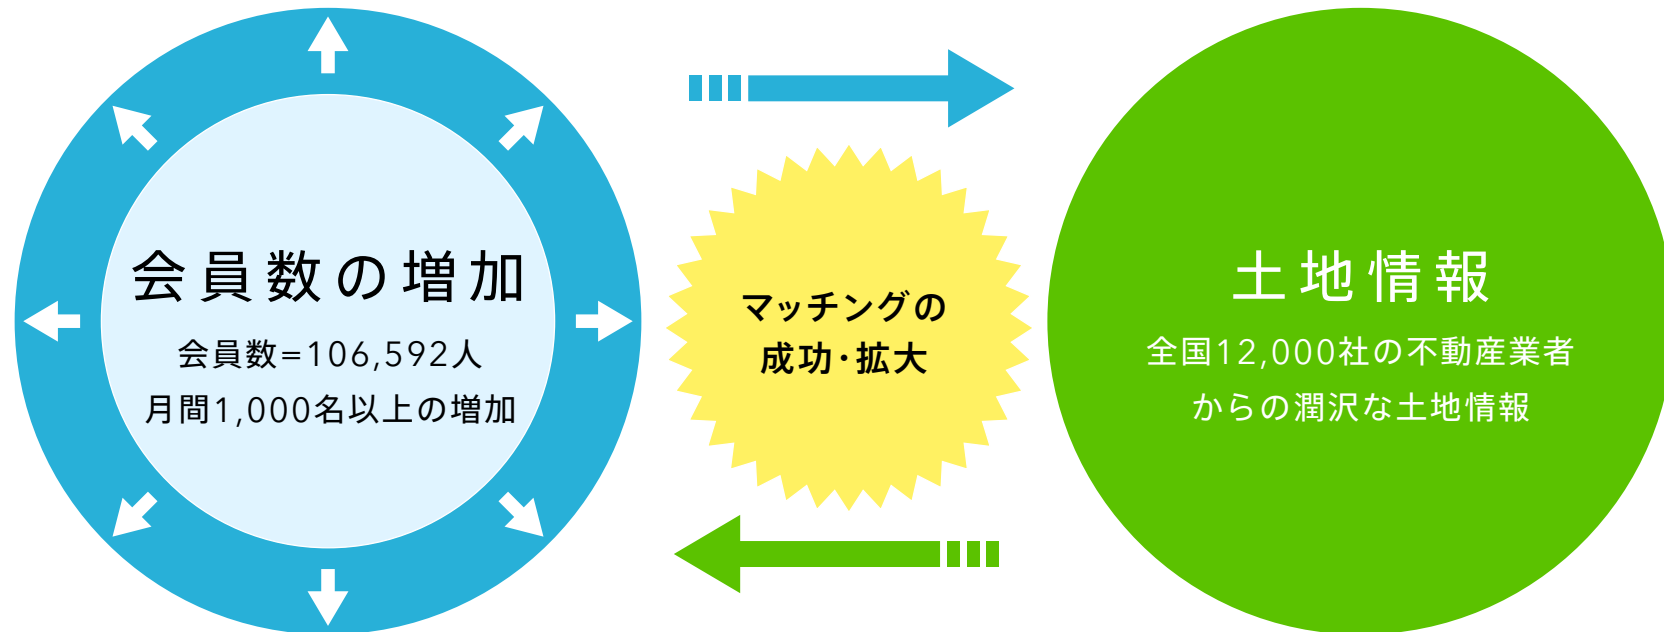 会員数の増加
会員数=106,592人
月間1,000名以上の増加
マッチングの
成功・拡大
土地情報
全国12,000社の不動産業者
からの潤沢な土地情報